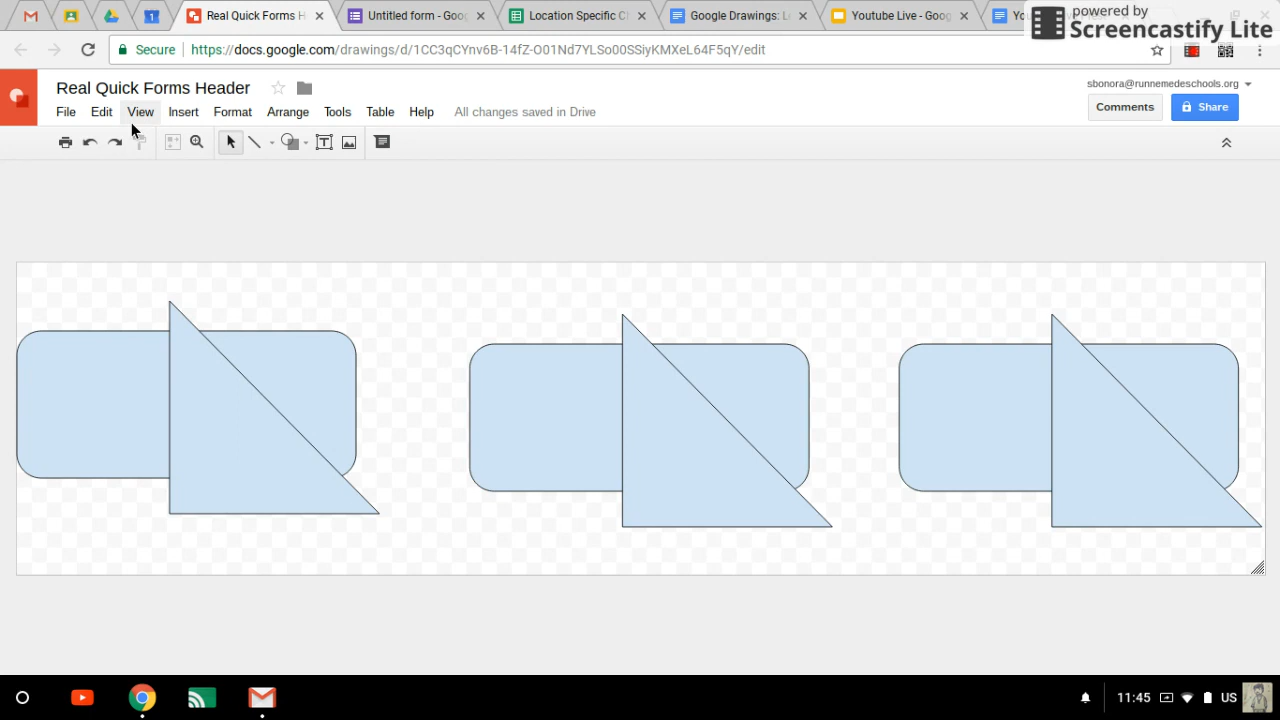 Real Quick Forms H
Untitled form - Goo
Location Specific C
Google Drawings
Youtube Live - Goo
You
powered by
Screencastify Lite
Secure
https://docs.google.com/drawings/d/1CC3qCYnv6B-14fZ-O01Nd7YLSo00SSiyKMXeL64F5qY/edit
Real Quick Forms Header
sbonora@runnemedeschools.org
File Edit View Insert Format Arrange Tools Table Help All changes saved in Drive
Comments
Share
11:45
US